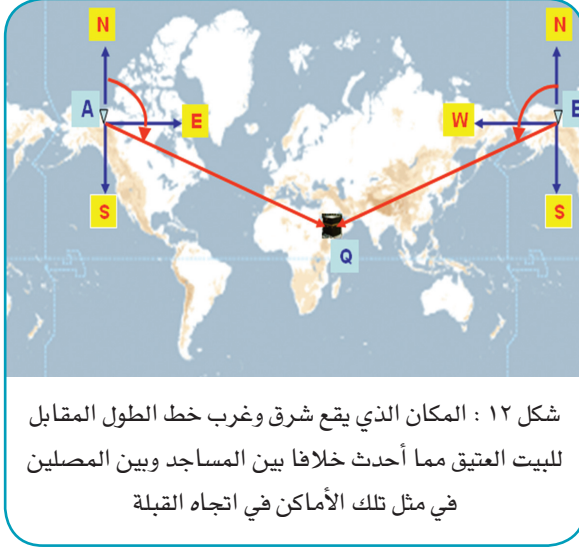 N N
A E W E
S S
Q
شكل ١٢ : المكان الذي يقع شرق وغرب خط الطول المقابل
للبيت العتيق مما أحدث خلافا بين المساجد وبين المصلين
في مثل تلك الأماكن في اتجاه القبلة